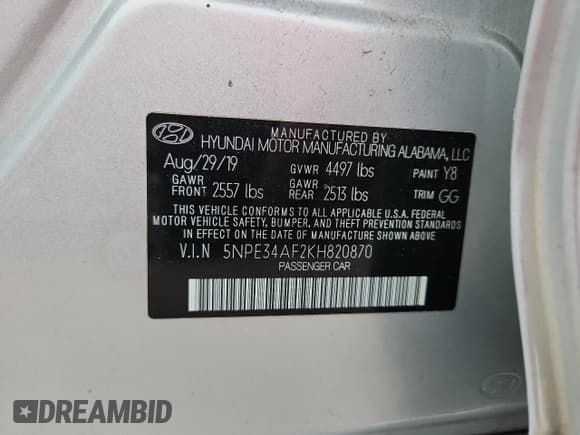 MANUFACTURED BY
HYUNDAI MOTOR MANUFACTURING ALABAMA, LLC
Aug/29/19 GVWR 4497 lbs PAINT Y8
GAWR FRONT 2557 lbs GAWR REAR 2513 lbs TRIM GG
THIS VEHICLE CONFORMS TO ALL APPLICABLE U.S.A. FEDERAL
MOTOR VEHICLE SAFETY, BUMPER, AND THEFT PREVENTION STANDARDS
IN EFFECT ON THE DATE OF MANUFACTURE SHOWN ABOVE.
V.I.N 5NPE34AF2KH820870
PASSENGER CAR
DREAMBID